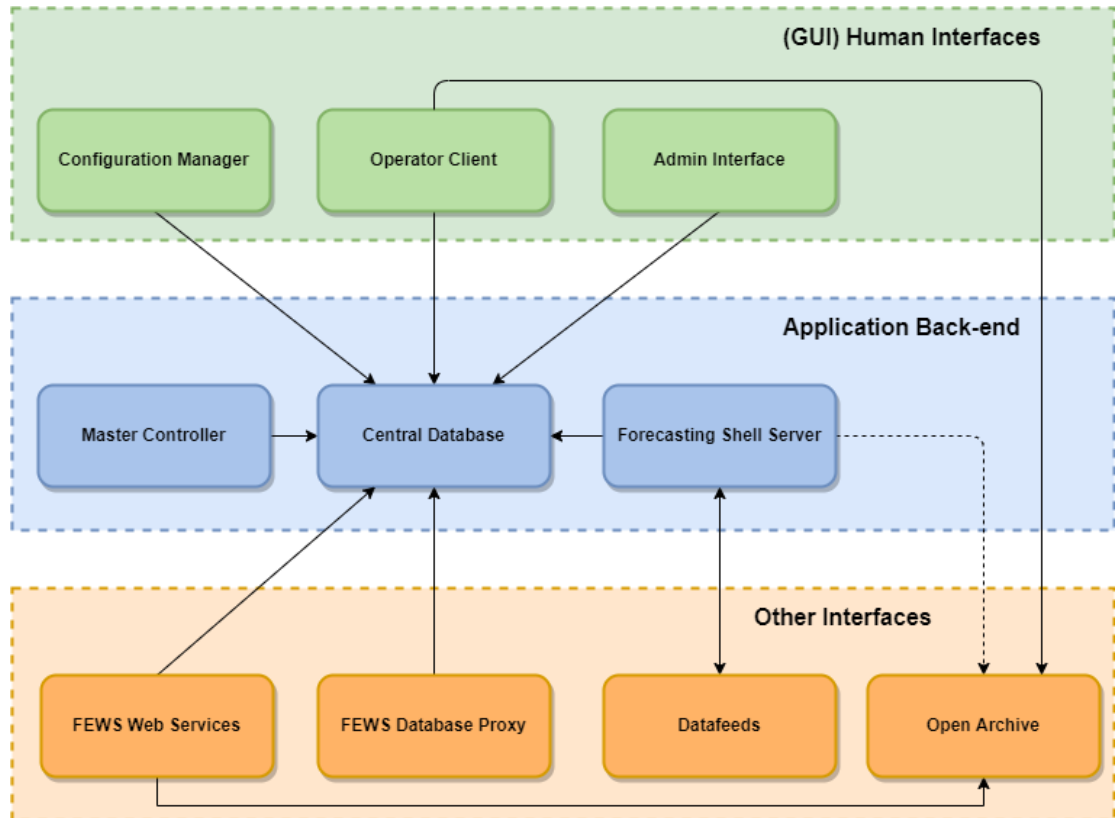 (GUI) Human Interfaces
Configuration Manager
Operator Client
Admin Interface
Application Back-end
Master Controller
Central Database
Forecasting Shell Server
Other Interfaces
FEWS Web Services
FEWS Database Proxy
Datafeeds
Open Archive